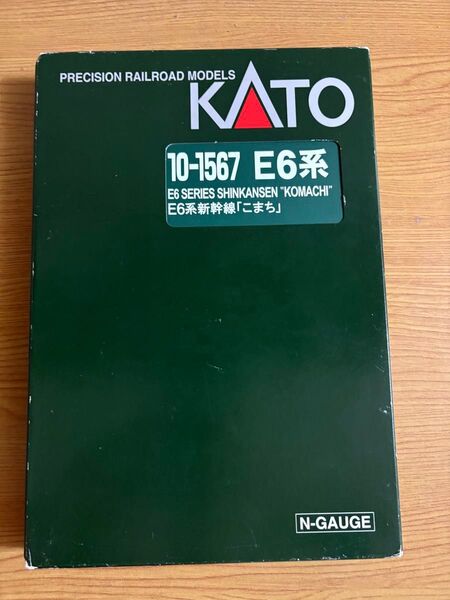 PRECISION RAILROAD MODELS
KATO
10-1567 E6系
E6 SERIES SHINKANSEN "KOMACHI"
E6系新幹線「こまち」
N-GAUGE